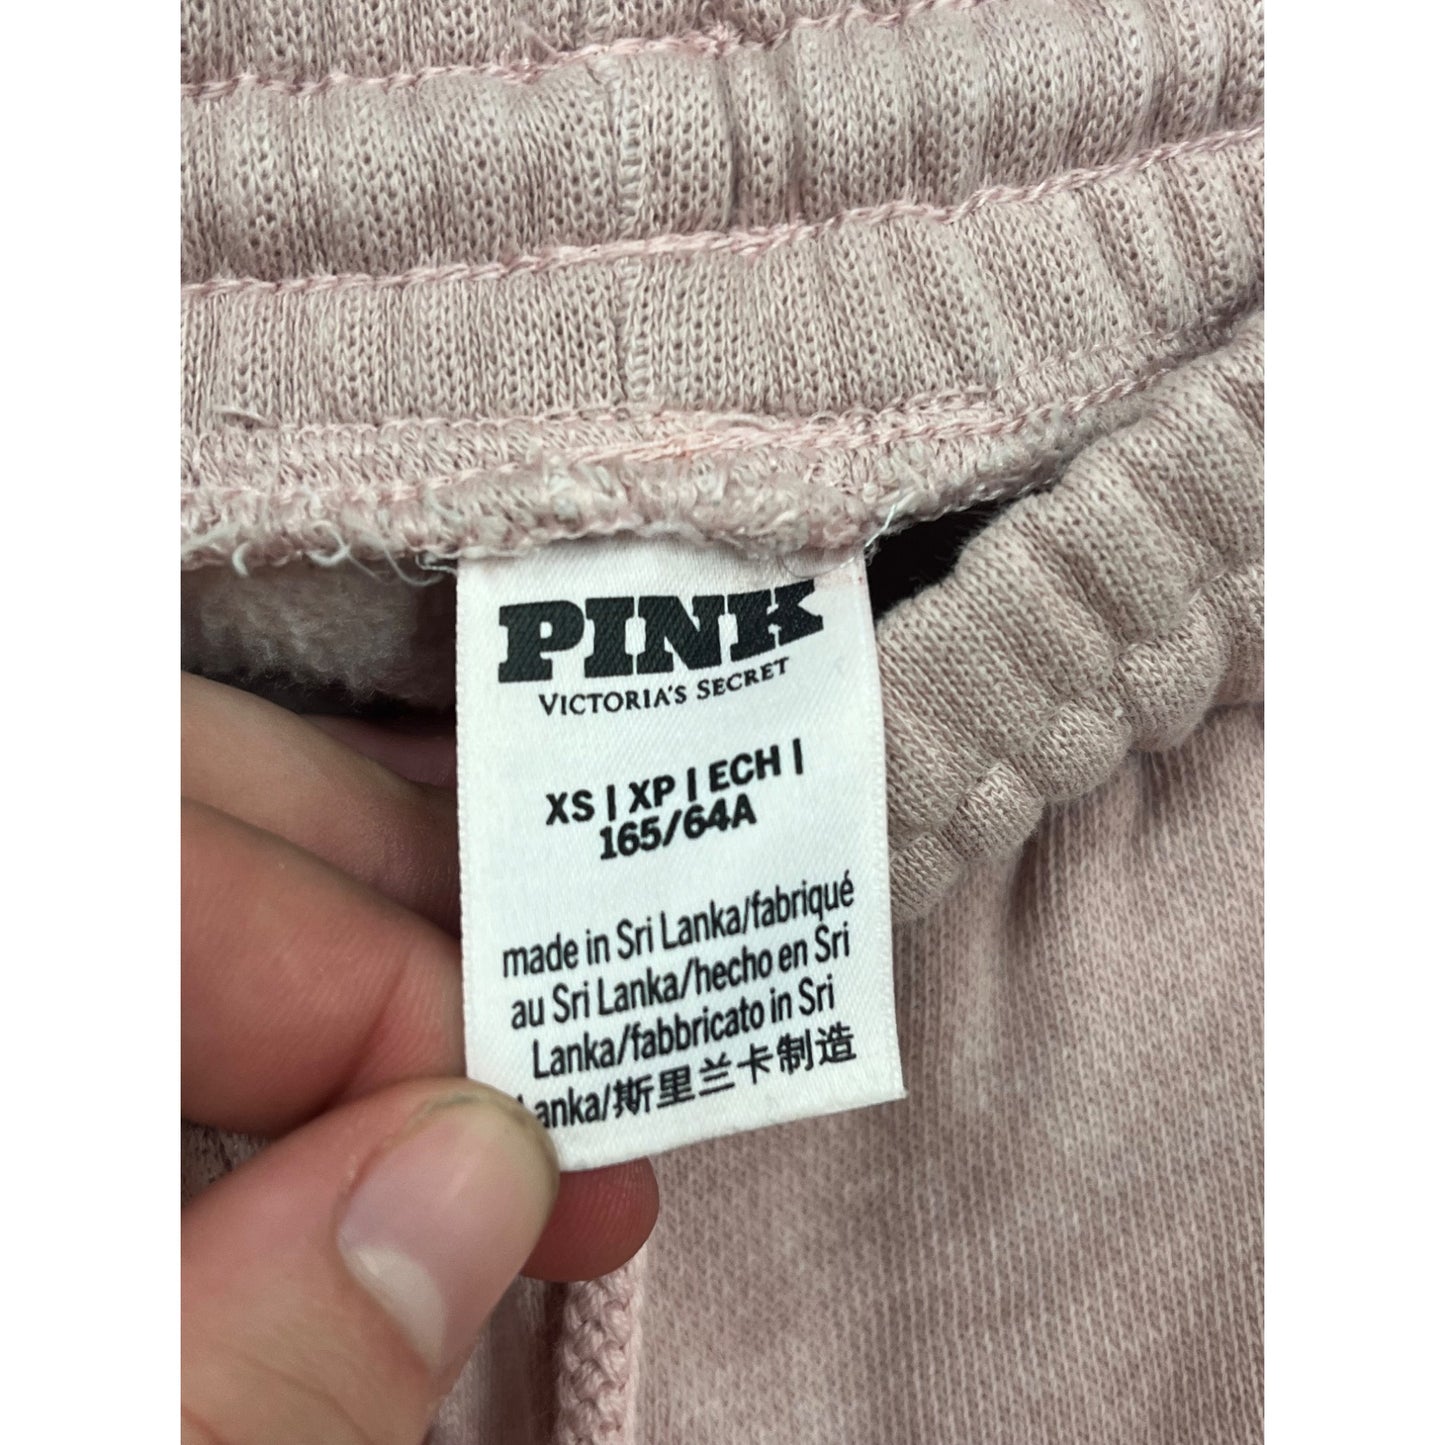 PINK
VICTORIA'S SECRET
XS | XP | ECH |
165/64A
made in Sri Lanka/fabriqué
au Sri Lanka/hecho en Sri
Lanka/fabbricato in Sri
Lanka/斯里兰卡制造